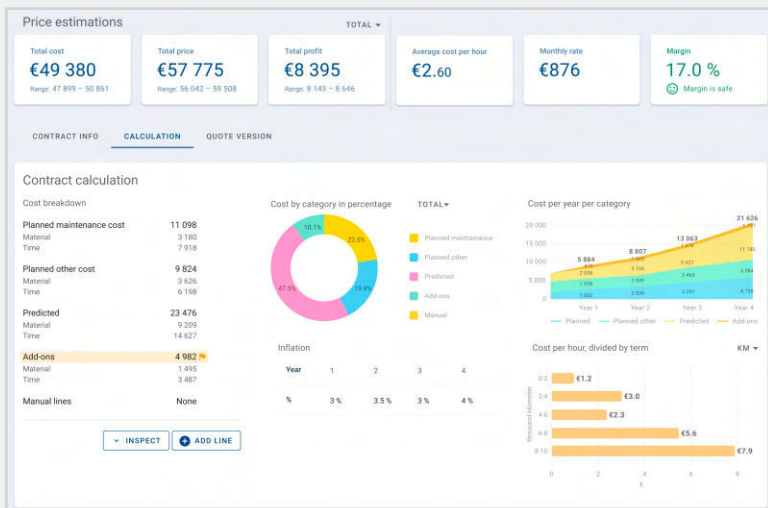 Price estimations
TOTAL
Total cost
€49 380
Range: 47 899 – 50 861
Total price
€57 775
Range: 56 042 – 59 508
Total profit
€8 395
Range: 8 143 – 8 646
Average cost per hour
€2.60
Monthly rate
€876
Margin
17.0 %
Margin is safe
CONTRACT INFO
CALCULATION
QUOTE VERSION
Contract calculation
Cost breakdown
Planned maintenance cost 11 098
Material 3 180
Time 7 918
Planned other cost 9 824
Material 3 626
Time 6 198
Predicted 23 476
Material 9 209
Time 14 627
Add-ons 4 982
Material 1 495
Time 3 487
Manual lines None
INSPECT
ADD LINE
Cost by category in percentage
TOTAL
10,1%
22.5%
19.9%
47.5%
Planned maintainance
Planned other
Predicted
Add-ons
Manual
Inflation
Year 1 2 3 4
% 3 % 3.5 % 3 % 4 %
Cost per year per category
20 000
15 000
10 000
5 000
0
5 884
8 807
13 063
21 626
Year 1
Year 2
Year 3
Year 4
Planned
Planned other
Predicted
Add-ons
Cost per hour, divided by term
KM
thousand kilometer
0-2 €1.2
2-4 €3.0
4-6 €2.3
6-8 €5.6
8-10 €7.9
0 2 4 6 8
€